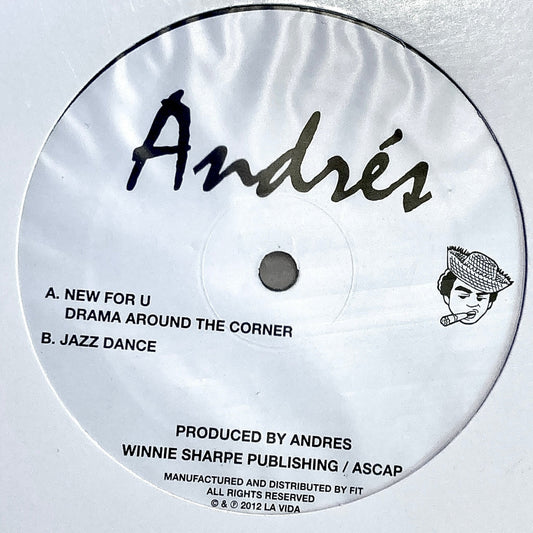 Andrés
A. NEW FOR U
DRAMA AROUND THE CORNER
B. JAZZ DANCE
PRODUCED BY ANDRES
WINNIE SHARPE PUBLISHING / ASCAP
MANUFACTURED AND DISTRIBUTED BY FIT
ALL RIGHTS RESERVED
© & ℗ 2012 LA VIDA